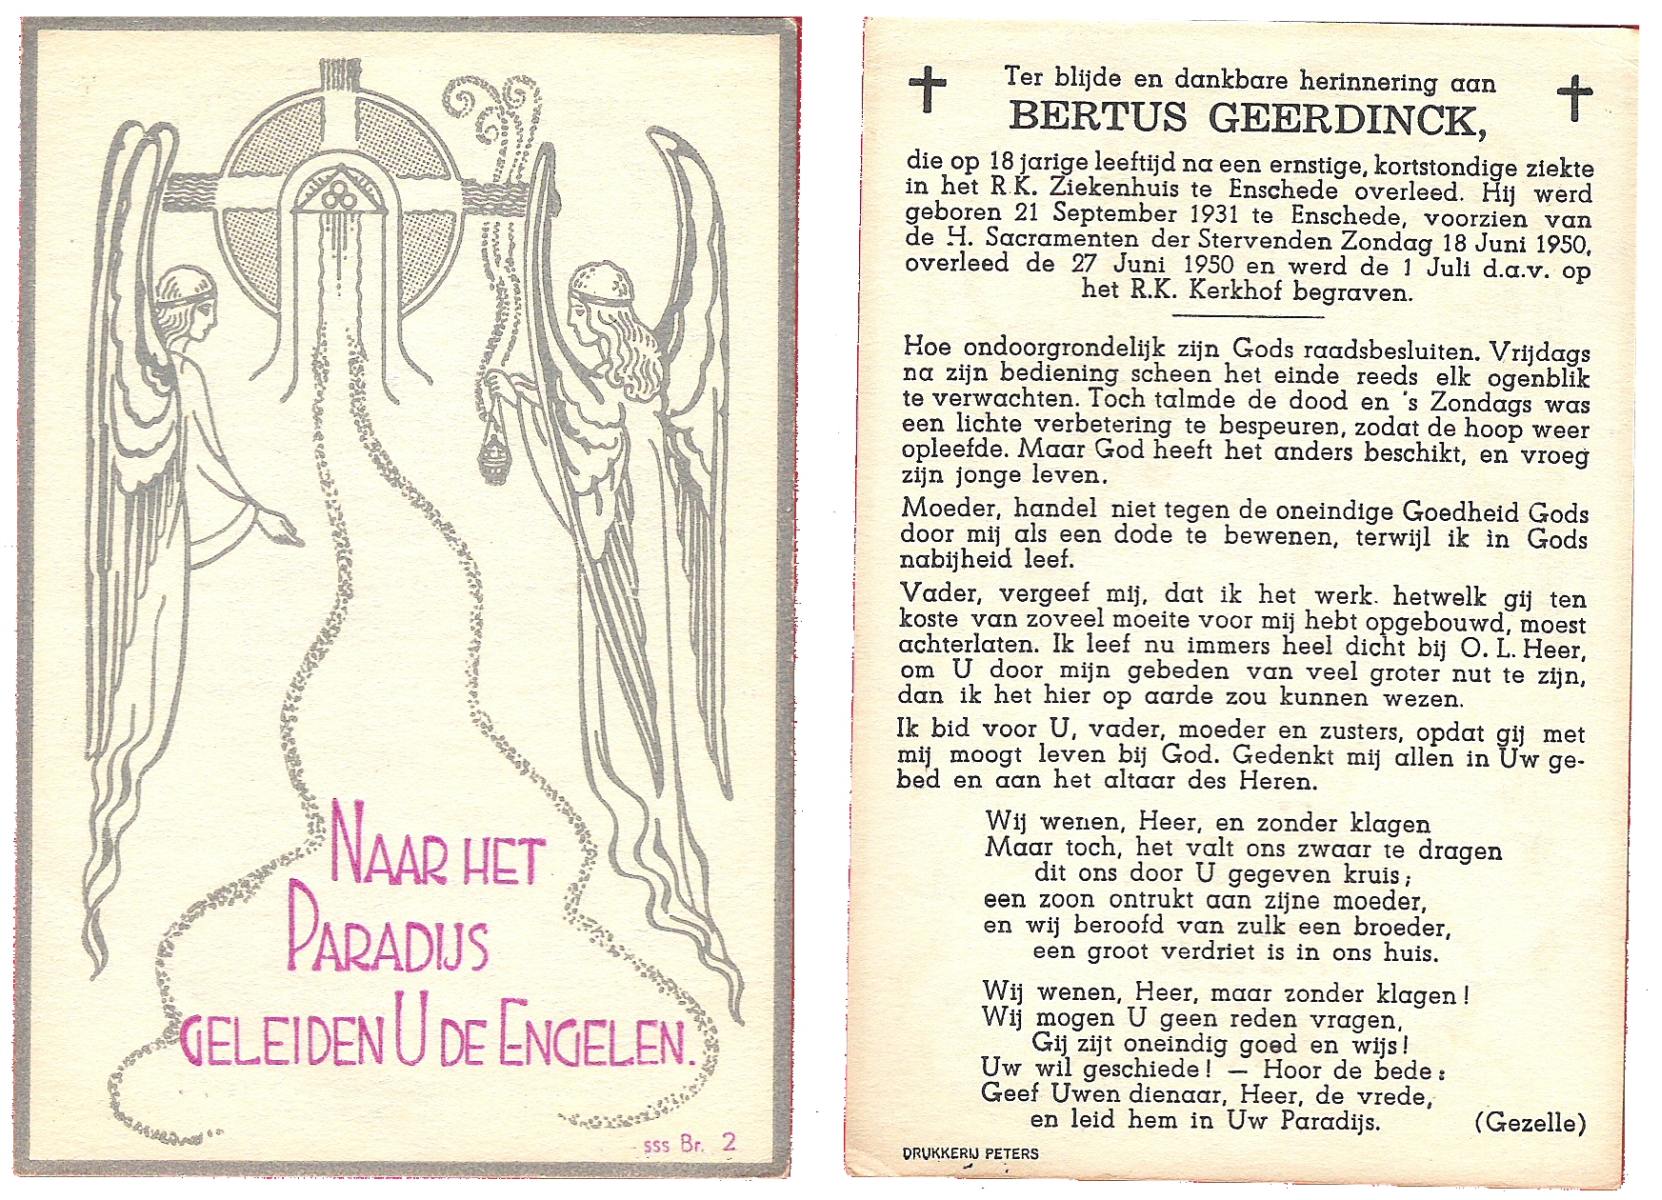 NAAR HET
PARADIJS
GELEIDEN U DE ENGELEN.
sss Br. 2
Ter blijde en dankbare herinnering aan
BERTUS GEERDINCK,
die op 18 jarige leeftijd na een ernstige, kortstondige ziekte
in het R.K. Ziekenhuis te Enschede overleed. Hij werd
geboren 21 September 1931 te Enschede, voorzien van
de H. Sacramenten der Stervenden Zondag 18 Juni 1950,
overleed de 27 Juni 1950 en werd de 1 Juli d.a.v. op
het R.K. Kerkhof begraven.
Hoe ondoorgrondelijk zijn Gods raadsbesluiten. Vrijdags
na zijn bediening scheen het einde reeds elk ogenblik
te verwachten. Toch talmde de dood en 's Zondags was
een lichte verbetering te bespeuren, zodat de hoop weer
opleefde. Maar God heeft het anders beschikt, en vroeg
zijn jonge leven.
Moeder, handel niet tegen de oneindige Goedheid Gods
door mij als een dode te bewenen, terwijl ik in Gods
nabijheid leef.
Vader, vergeef mij, dat ik het werk. hetwelk gij ten
koste van zoveel moeite voor mij hebt opgebouwd, moest
achterlaten. Ik leef nu immers heel dicht bij O. L. Heer,
om U door mijn gebeden van veel groter nut te zijn,
dan ik het hier op aarde zou kunnen wezen.
Ik bid voor U, vader, moeder en zusters, opdat gij met
mij moogt leven bij God. Gedenkt mij allen in Uw ge-
bed en aan het altaar des Heren.
Wij wenen, Heer, en zonder klagen
Maar toch, het valt ons zwaar te dragen
dit ons door U gegeven kruis;
een zoon ontrukt aan zijne moeder,
en wij beroofd van zulk een broeder,
een groot verdriet is in ons huis.
Wij wenen, Heer, maar zonder klagen!
Wij mogen U geen reden vragen,
Gij zijt oneindig goed en wijs!
Uw wil geschiede! — Hoor de bede:
Geef Uwen dienaar, Heer, de vrede,
en leid hem in Uw Paradijs. (Gezelle)
DRUKKERIJ PETERS